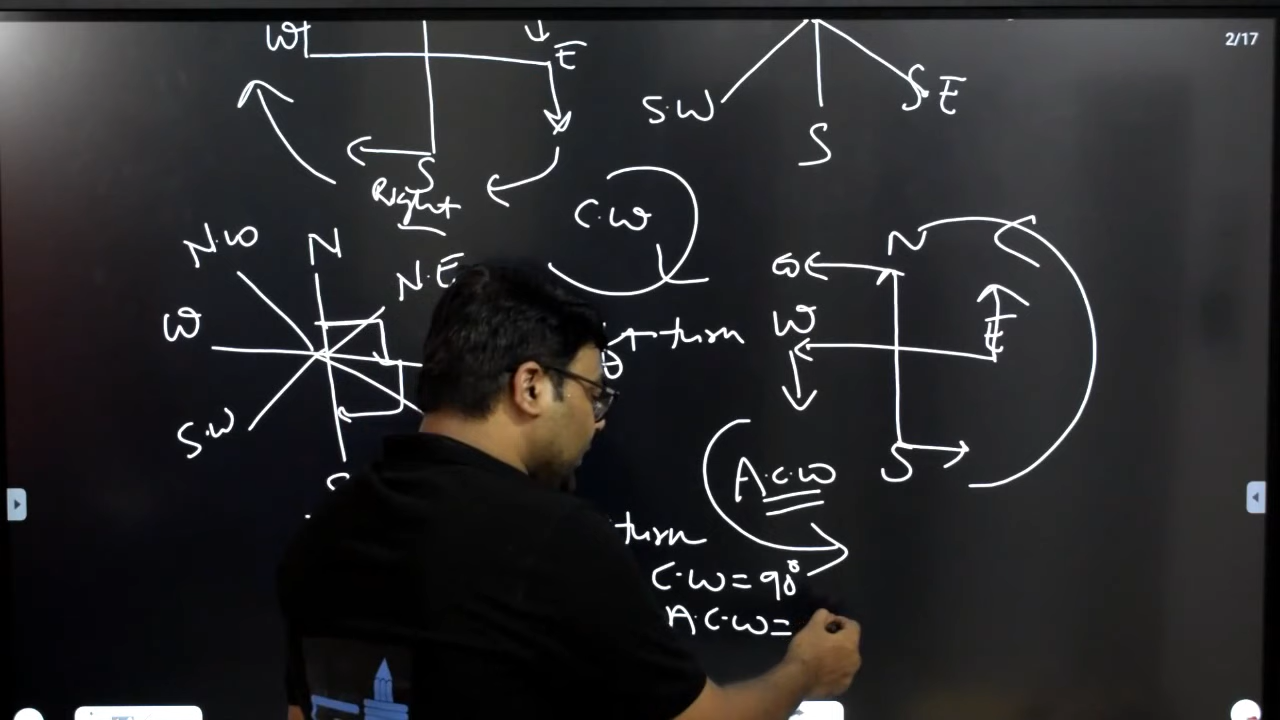 2/17
W
E
S.W
S
S E
S
Right
C.W
N.W
N
N.E
W
N
W
turn
W
E
S.W
A.C.W
S
turn
C.W = 90°
A.C.W =